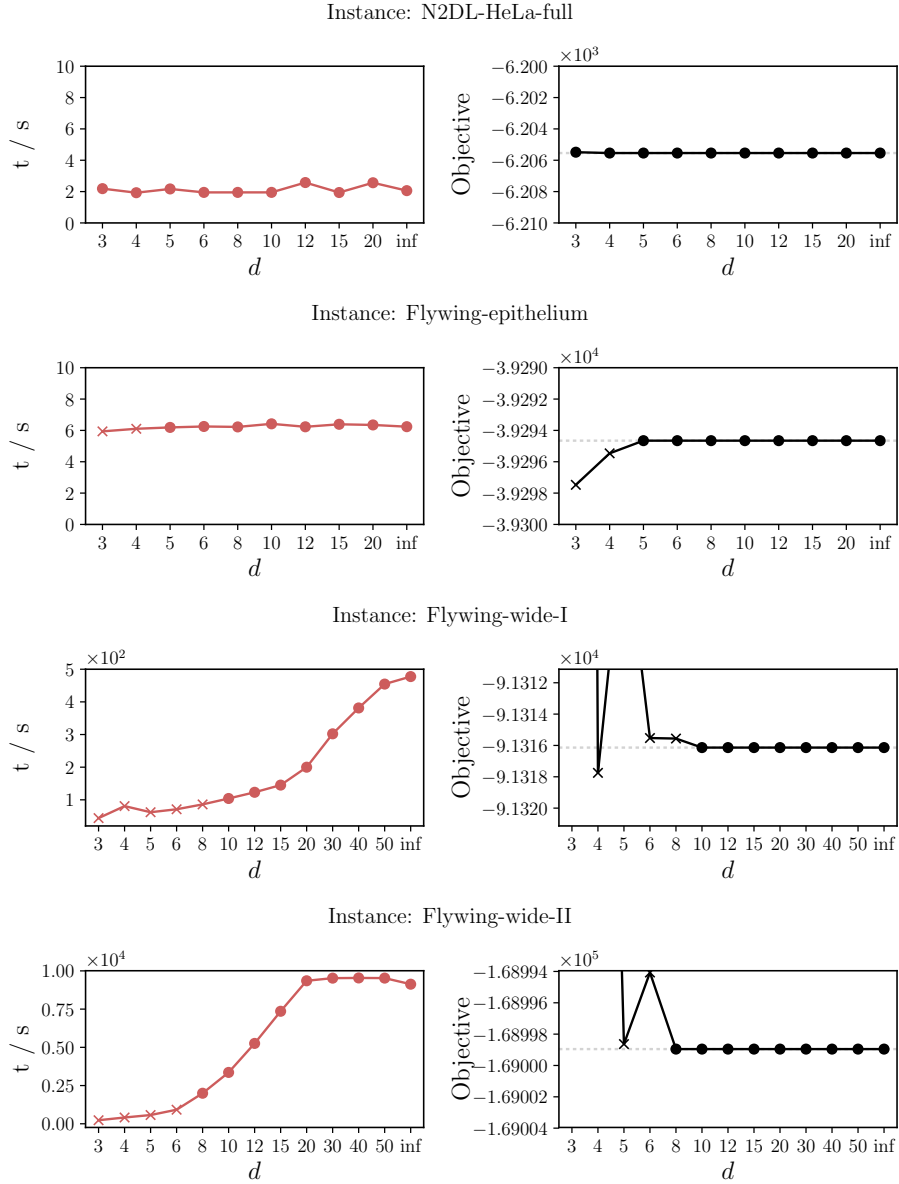 Instance: N2DL-HeLa-full
t / s
10
8
6
4
2
0
3 4 5 6 8 10 12 15 20 inf
d
×10³
Objective
−6.200
−6.202
−6.204
−6.206
−6.208
−6.210
3 4 5 6 8 10 12 15 20 inf
d
Instance: Flywing-epithelium
t / s
10
8
6
4
2
0
3 4 5 6 8 10 12 15 20 inf
d
×10⁴
Objective
−3.9290
−3.9292
−3.9294
−3.9296
−3.9298
−3.9300
3 4 5 6 8 10 12 15 20 inf
d
Instance: Flywing-wide-I
×10²
t / s
5
4
3
2
1
3 4 5 6 8 10 12 15 20 30 40 50 inf
d
×10⁴
Objective
−9.1312
−9.1314
−9.1316
−9.1318
−9.1320
3 4 5 6 8 10 12 15 20 30 40 50 inf
d
Instance: Flywing-wide-II
×10⁴
t / s
1.00
0.75
0.50
0.25
0.00
3 4 5 6 8 10 12 15 20 30 40 50 inf
d
×10⁵
Objective
−1.68994
−1.68996
−1.68998
−1.69000
−1.69002
−1.69004
3 4 5 6 8 10 12 15 20 30 40 50 inf
d